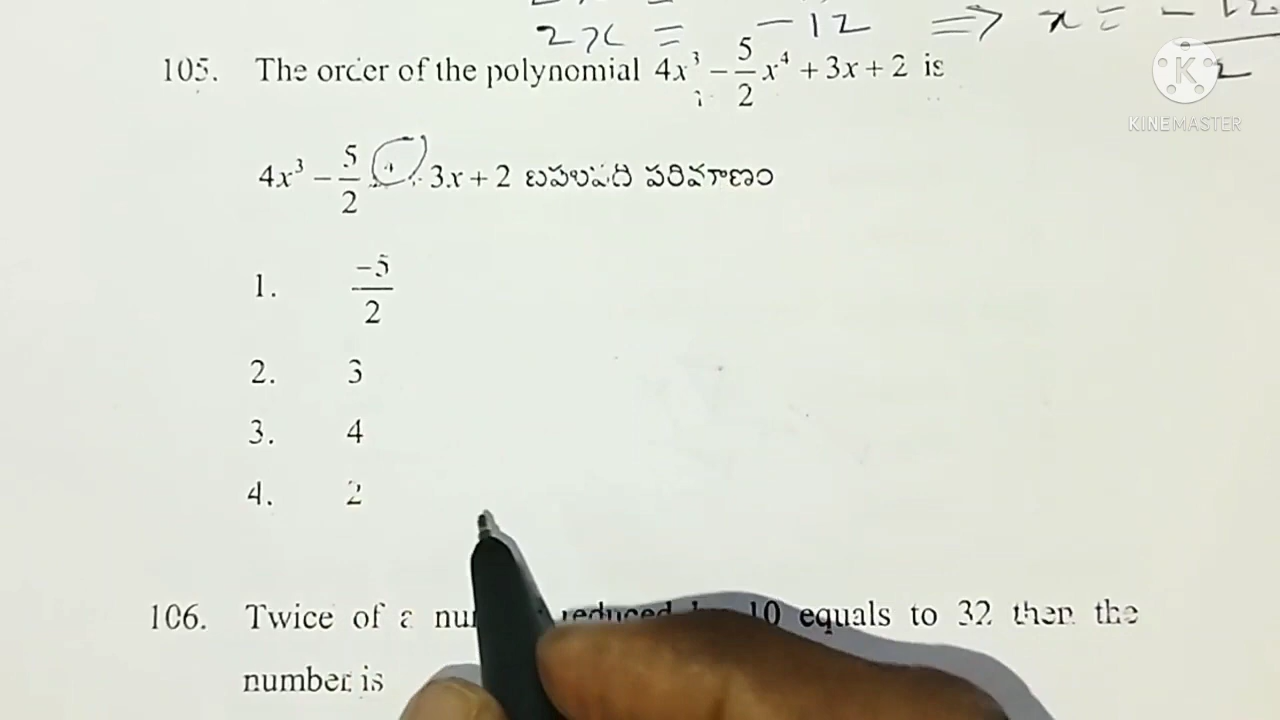 2x = -12 ⟹ x = -12
2
KINEMASTER
105. The order of the polynomial 4x³ − 5/2 x⁴ + 3x + 2 is
4x³ − 5/2 + 3x + 2 బహుపది పరిమాణం
1. −5/2
2. 3
3. 4
4. 2
106. Twice of a reduced 10 equals to 32 then the
number is